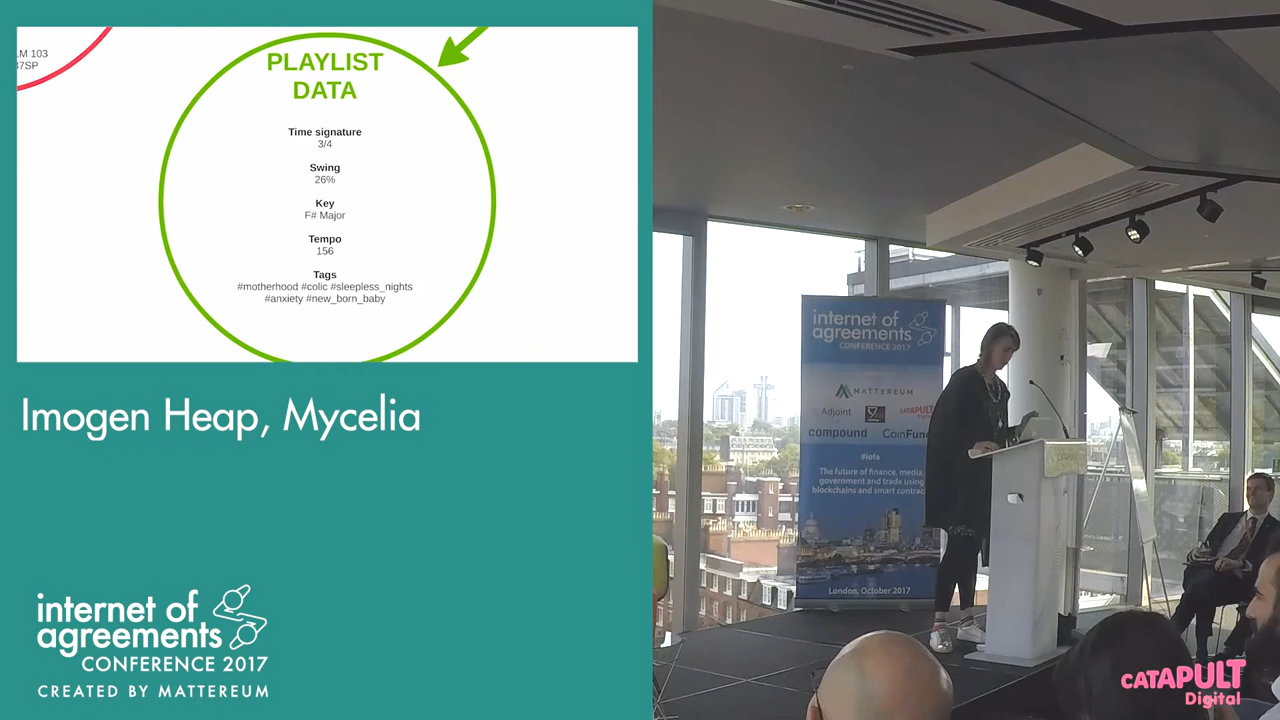 .M 103
37SP
PLAYLIST
DATA
Time signature
3/4
Swing
26%
Key
F# Major
Tempo
156
Tags
#motherhood #colic #sleepless_nights
#anxiety #new_born_baby
Imogen Heap, Mycelia
internet of
agreements
CONFERENCE 2017
CREATED BY MATTEREUM
internet of
agreements
CONFERENCE 2017
MATTEREUM
Adjoint
CATAPULT
compound
CoinFun
#iofa
The future of finance, media,
government and trade using
blockchains and smart contrac
London, October 2017
CATAPULT
Digital